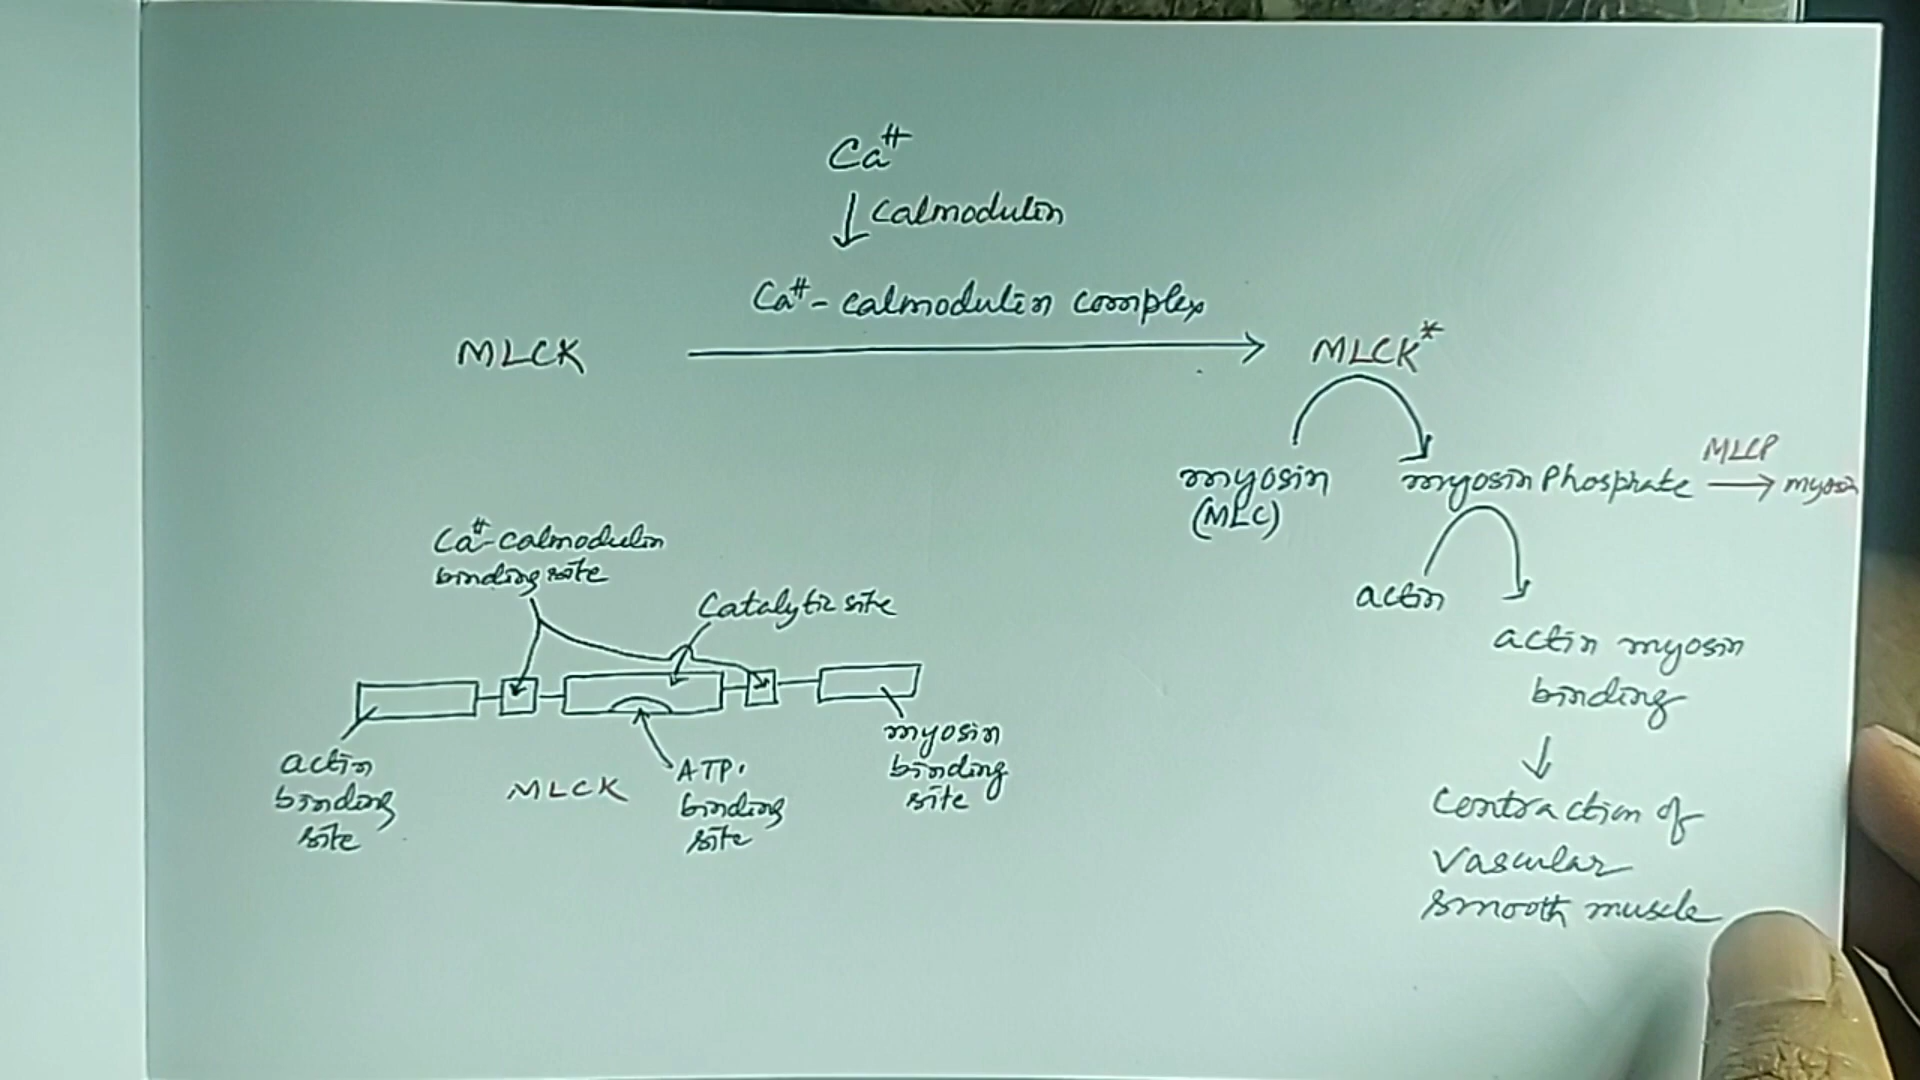 Ca++
calmodulin
Ca++- calmodulin complex
MLCK
MLCK*
MLCP
myosin
(MLC)
myosin Phosphate
myosin
actin
actin myosin
binding
Contraction of
Vascular
smooth muscle
Ca++-calmodulin
binding site
Catalytic site
actin
binding
site
MLCK
ATP.
binding
site
myosin
binding
site